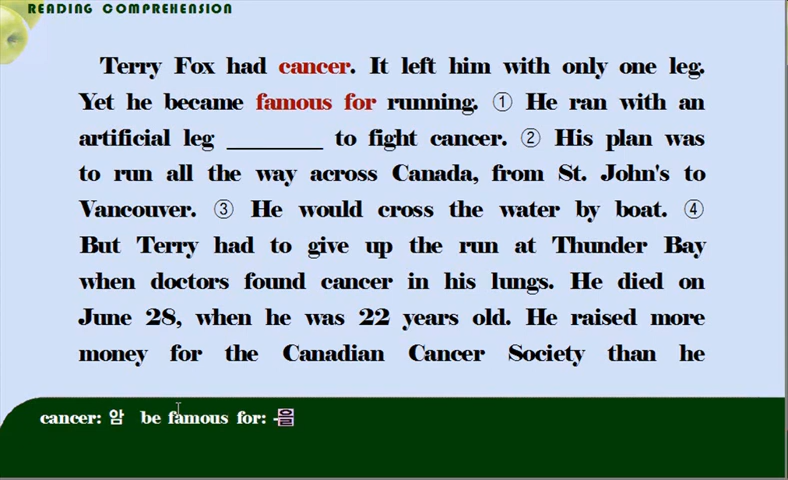 READING COMPREHENSION
Terry Fox had cancer. It left him with only one leg.
Yet he became famous for running. ① He ran with an
artificial leg ________ to fight cancer. ② His plan was
to run all the way across Canada, from St. John's to
Vancouver. ③ He would cross the water by boat. ④
But Terry had to give up the run at Thunder Bay
when doctors found cancer in his lungs. He died on
June 28, when he was 22 years old. He raised more
money for the Canadian Cancer Society than he
cancer: 암 be famous for: -을